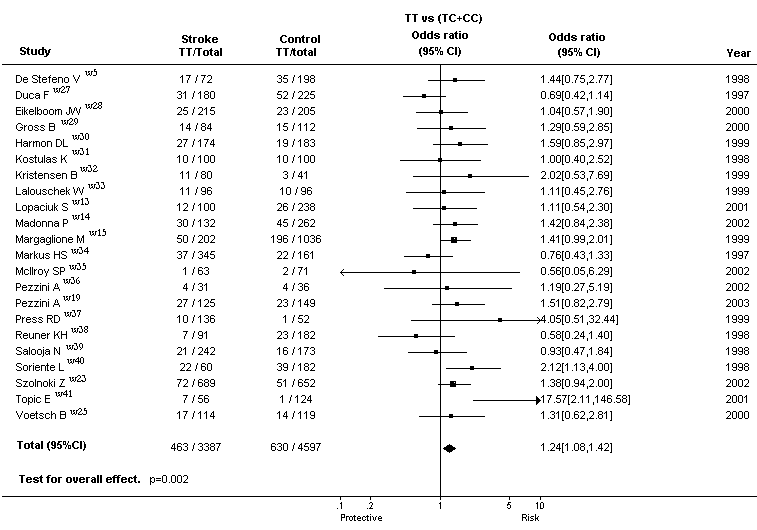 TT vs (TC+CC)
Stroke Control Odds ratio Odds ratio
Study TT/Total TT/total (95% CI) (95% CI) Year
De Stefeno V w5 17 / 72 35 / 198 1.44[0.75,2.77] 1998
Duca F w27 31 / 180 52 / 225 0.69[0.42,1.14] 1997
Eikelboom JW w28 25 / 215 23 / 205 1.04[0.57,1.90] 2000
Gross B w29 14 / 84 15 / 112 1.29[0.59,2.85] 2000
Harmon DL w30 27 / 174 19 / 183 1.59[0.85,2.97] 1999
Kostulas K w31 10 / 100 10 / 100 1.00[0.40,2.52] 1998
Kristensen B w32 11 / 80 3 / 41 2.02[0.53,7.69] 1999
Lalouschek W w33 11 / 96 10 / 96 1.11[0.45,2.76] 1999
Lopaciuk S w13 12 / 100 26 / 238 1.11[0.54,2.30] 2001
Madonna P w14 30 / 132 45 / 262 1.42[0.84,2.38] 2002
Margaglione M w15 50 / 202 196 / 1036 1.41[0.99,2.01] 1999
Markus HS w34 37 / 345 22 / 161 0.76[0.43,1.33] 1997
McIlroy SP w35 1 / 63 2 / 71 0.56[0.05,6.29] 2002
Pezzini A w36 4 / 31 4 / 36 1.19[0.27,5.19] 2002
Pezzini A w19 27 / 125 23 / 149 1.51[0.82,2.79] 2003
Press RD w37 10 / 136 1 / 52 4.05[0.51,32.44] 1999
Reuner KH w38 7 / 91 23 / 182 0.58[0.24,1.40] 1998
Salooja N w39 21 / 242 16 / 173 0.93[0.47,1.84] 1998
Soriente L w40 22 / 60 39 / 182 2.12[1.13,4.00] 1998
Szolnoki Z w23 72 / 689 51 / 652 1.38[0.94,2.00] 2002
Topic E w41 7 / 56 1 / 124 17.57[2.11,146.58] 2001
Voetsch B w25 17 / 114 14 / 119 1.31[0.62,2.81] 2000
Total (95%CI) 463 / 3387 630 / 4597 1.24[1.08,1.42]
Test for overall effect. p=0.002
.1 .2 1 5 10
Protective Risk